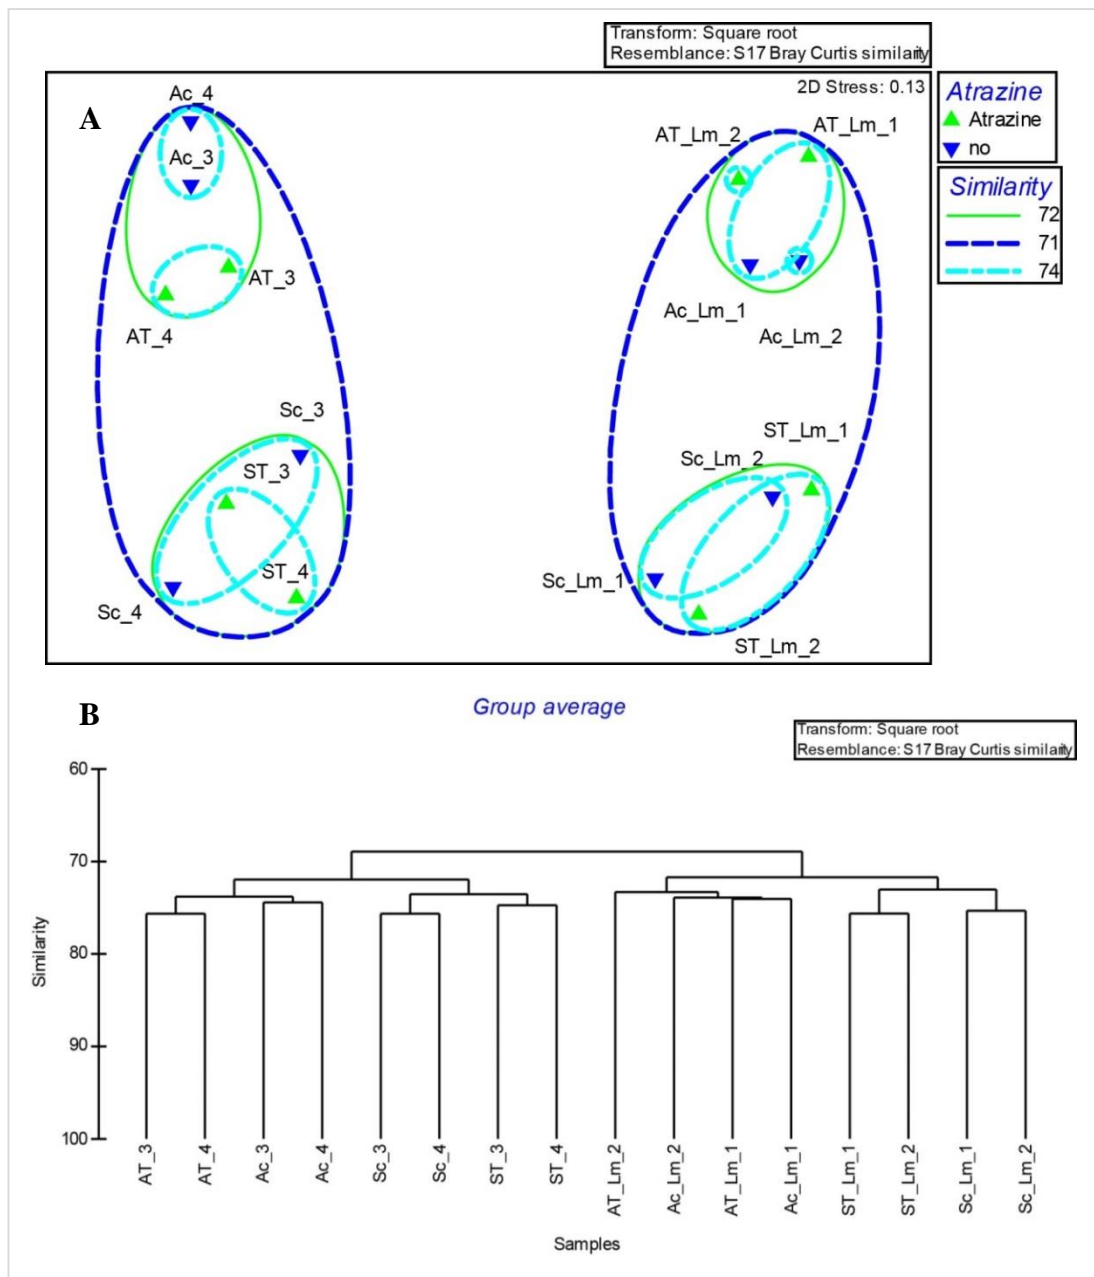 Transform: Square root
Resemblance: S17 Bray Curtis similarity
A
2D Stress: 0.13
Ac_4
Ac_3
AT_3
AT_4
Sc_3
ST_3
ST_4
Sc_4
AT_Lm_1
AT_Lm_2
Ac_Lm_1
Ac_Lm_2
ST_Lm_1
Sc_Lm_2
Sc_Lm_1
ST_Lm_2
Atrazine
Atrazine
no
Similarity
72
71
74
B
Group average
Transform: Square root
Resemblance: S17 Bray Curtis similarity
60
70
80
90
100
Similarity
AT_3
AT_4
Ac_3
Ac_4
Sc_3
Sc_4
ST_3
ST_4
AT_Lm_2
Ac_Lm_2
AT_Lm_1
Ac_Lm_1
ST_Lm_1
ST_Lm_2
Sc_Lm_1
Sc_Lm_2
Samples